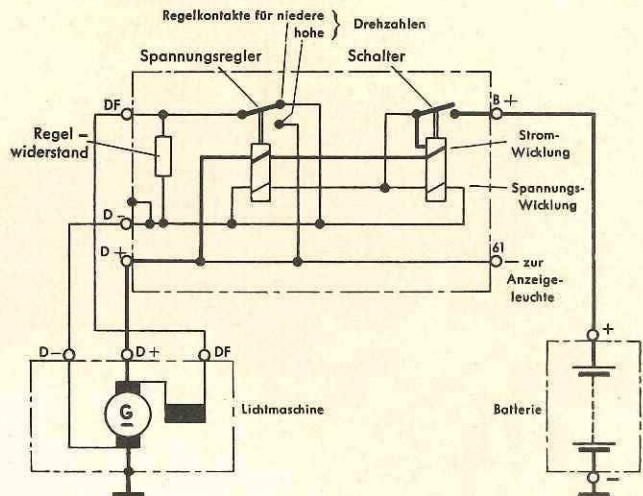 Regelkontakte für niedere
hohe } Drehzahlen
Spannungsregler
Schalter
DF
B +
Regel -
widerstand
Strom-
Wicklung
Spannungs-
Wicklung
D -
D +
61
zur
Anzeige-
leuchte
+
D -
D +
DF
G
Lichtmaschine
Batterie
-